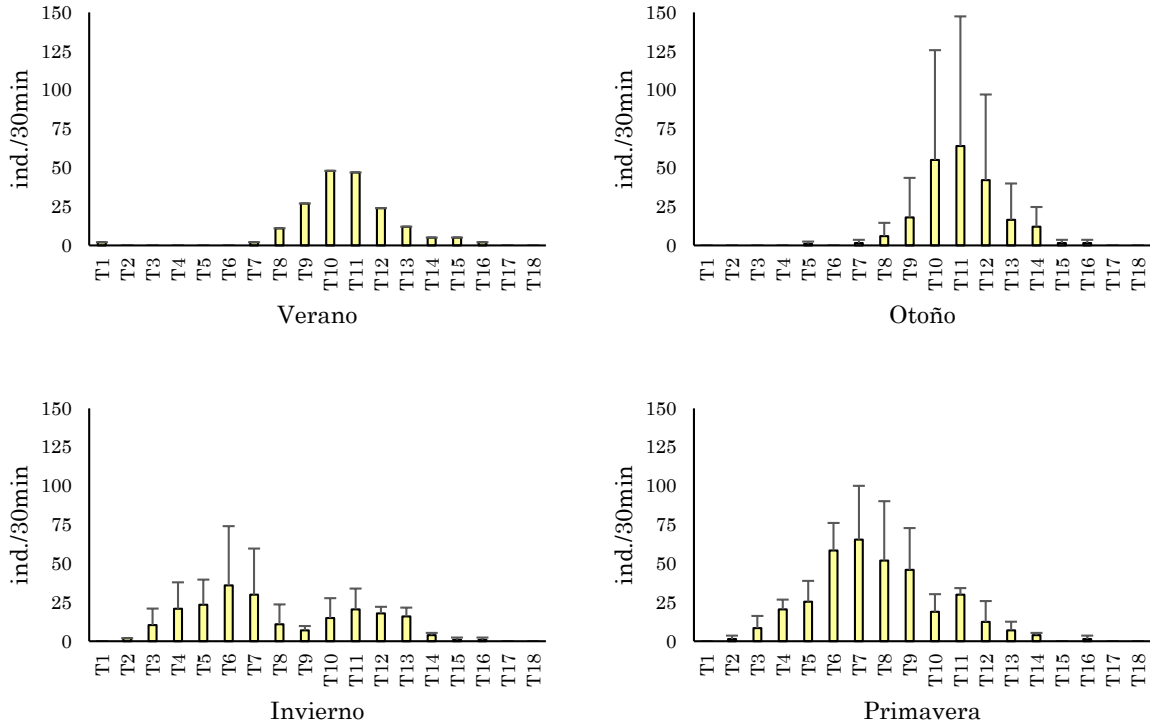 150
125
100
75
50
25
0
ind./30min
T1
T2
T3
T4
T5
T6
T7
T8
T9
T10
T11
T12
T13
T14
T15
T16
T17
T18
Verano
150
125
100
75
50
25
0
ind./30min
T1
T2
T3
T4
T5
T6
T7
T8
T9
T10
T11
T12
T13
T14
T15
T16
T17
T18
Otoño
150
125
100
75
50
25
0
ind./30min
T1
T2
T3
T4
T5
T6
T7
T8
T9
T10
T11
T12
T13
T14
T15
T16
T17
T18
Invierno
150
125
100
75
50
25
0
ind./30min
T1
T2
T3
T4
T5
T6
T7
T8
T9
T10
T11
T12
T13
T14
T15
T16
T17
T18
Primavera